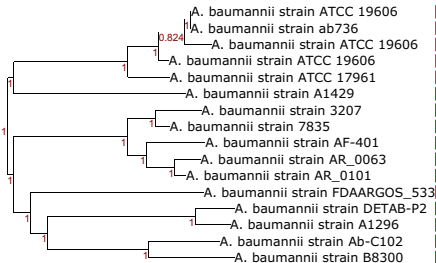 A. baumannii strain ATCC 19606
A. baumannii strain ab736
0.824
A. baumannii strain ATCC 19606
1
A. baumannii strain ATCC 19606
1
1
A. baumannii strain ATCC 17961
1
A. baumannii strain A1429
1
A. baumannii strain 3207
1
A. baumannii strain 7835
1
1
A. baumannii strain AF-401
A. baumannii strain AR_0063
1
1
A. baumannii strain AR_0101
1
A. baumannii strain FDAARGOS_533
1
A. baumannii strain DETAB-P2
1
A. baumannii strain A1296
1
1
A. baumannii strain Ab-C102
1
A. baumannii strain B8300